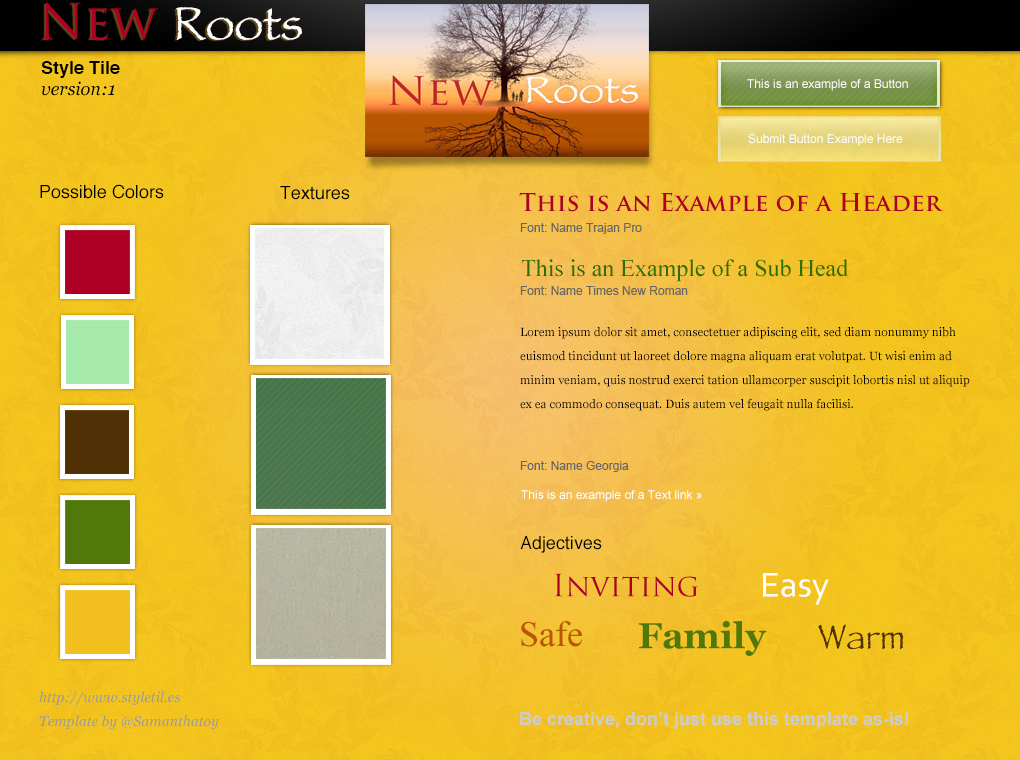 New Roots
Style Tile
version:1
New Roots
This is an example of a Button
Submit Button Example Here
Possible Colors
Textures
This is an Example of a Header
Font: Name Trajan Pro
This is an Example of a Sub Head
Font: Name Times New Roman
Lorem ipsum dolor sit amet, consectetuer adipiscing elit, sed diam nonummy nibh
euismod tincidunt ut laoreet dolore magna aliquam erat volutpat. Ut wisi enim ad
minim veniam, quis nostrud exerci tation ullamcorper suscipit lobortis nisl ut aliquip
ex ea commodo consequat. Duis autem vel feugait nulla facilisi.
Font: Name Georgia
This is an example of a Text link »
Adjectives
Inviting
Easy
Safe
Family
Warm
http://www.styletil.es
Template by @Samanthatoy
Be creative, don't just use this template as-is!